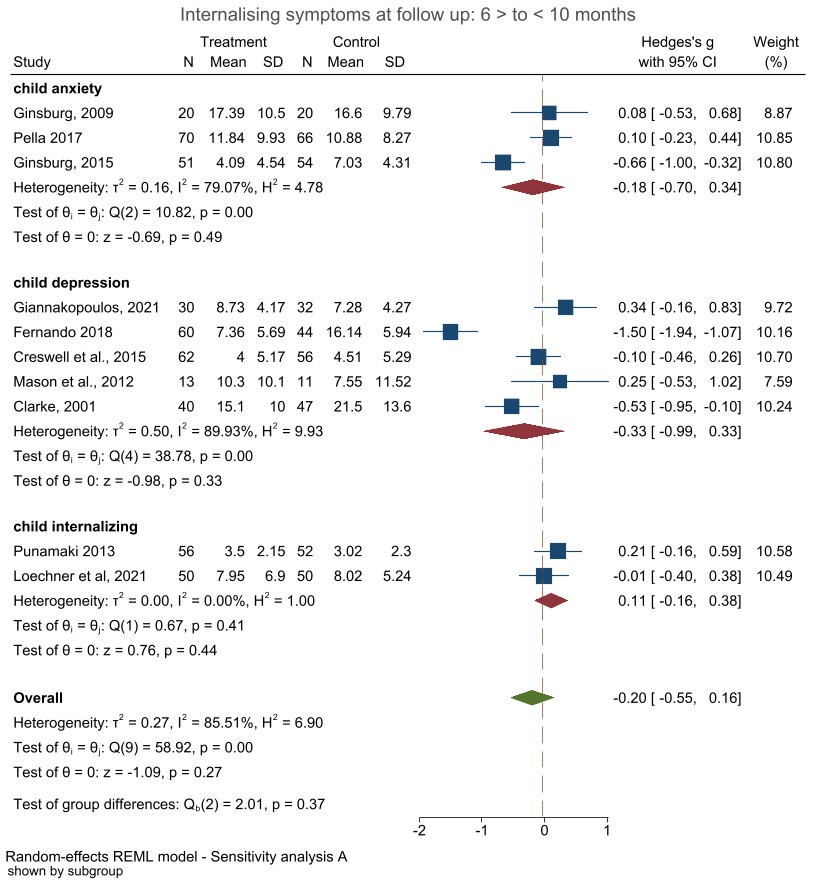 Internalising symptoms at follow up: 6 > to < 10 months
Treatment Control Hedges's g Weight
Study N Mean SD N Mean SD with 95% CI (%)
child anxiety
Ginsburg, 2009 20 17.39 10.5 20 16.6 9.79 0.08 [ -0.53, 0.68] 8.87
Pella 2017 70 11.84 9.93 66 10.88 8.27 0.10 [ -0.23, 0.44] 10.85
Ginsburg, 2015 51 4.09 4.54 54 7.03 4.31 -0.66 [ -1.00, -0.32] 10.80
Heterogeneity: τ² = 0.16, I² = 79.07%, H² = 4.78 -0.18 [ -0.70, 0.34]
Test of θᵢ = θⱼ: Q(2) = 10.82, p = 0.00
Test of θ = 0: z = -0.69, p = 0.49
child depression
Giannakopoulos, 2021 30 8.73 4.17 32 7.28 4.27 0.34 [ -0.16, 0.83] 9.72
Fernando 2018 60 7.36 5.69 44 16.14 5.94 -1.50 [ -1.94, -1.07] 10.16
Creswell et al., 2015 62 4 5.17 56 4.51 5.29 -0.10 [ -0.46, 0.26] 10.70
Mason et al., 2012 13 10.3 10.1 11 7.55 11.52 0.25 [ -0.53, 1.02] 7.59
Clarke, 2001 40 15.1 10 47 21.5 13.6 -0.53 [ -0.95, -0.10] 10.24
Heterogeneity: τ² = 0.50, I² = 89.93%, H² = 9.93 -0.33 [ -0.99, 0.33]
Test of θᵢ = θⱼ: Q(4) = 38.78, p = 0.00
Test of θ = 0: z = -0.98, p = 0.33
child internalizing
Punamaki 2013 56 3.5 2.15 52 3.02 2.3 0.21 [ -0.16, 0.59] 10.58
Loechner et al, 2021 50 7.95 6.9 50 8.02 5.24 -0.01 [ -0.40, 0.38] 10.49
Heterogeneity: τ² = 0.00, I² = 0.00%, H² = 1.00 0.11 [ -0.16, 0.38]
Test of θᵢ = θⱼ: Q(1) = 0.67, p = 0.41
Test of θ = 0: z = 0.76, p = 0.44
Overall -0.20 [ -0.55, 0.16]
Heterogeneity: τ² = 0.27, I² = 85.51%, H² = 6.90
Test of θᵢ = θⱼ: Q(9) = 58.92, p = 0.00
Test of θ = 0: z = -1.09, p = 0.27
Test of group differences: Q_b(2) = 2.01, p = 0.37
-2 -1 0 1
Random-effects REML model - Sensitivity analysis A
shown by subgroup